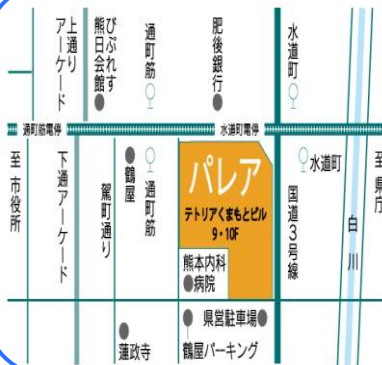 上通り
アーケード
びぷれす
熊日会館
通町筋
肥後銀行
水道町
通町筋電停
水道町電停
至 市役所
下通アーケード
駕町通り
鶴屋
通町筋
パレア
テトリアくまもとビル
9・10F
水道町
国道3号線
白川
至 県庁
熊本内科
病院
県営駐車場
蓮政寺
鶴屋パーキング